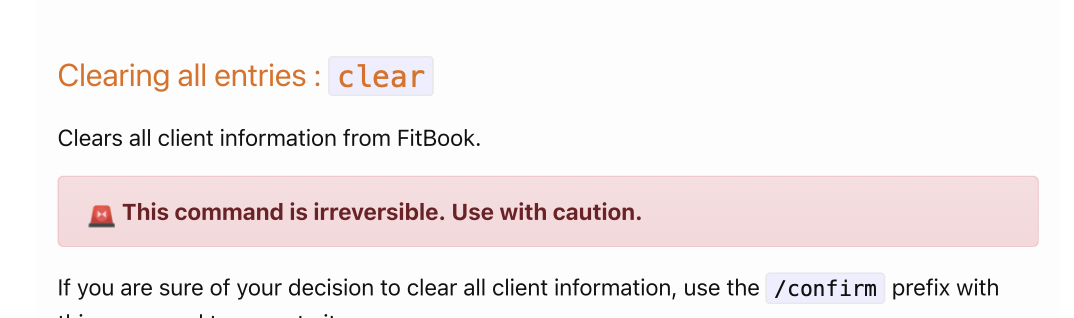 Clearing all entries : clear
Clears all client information from FitBook.
This command is irreversible. Use with caution.
If you are sure of your decision to clear all client information, use the /confirm prefix with